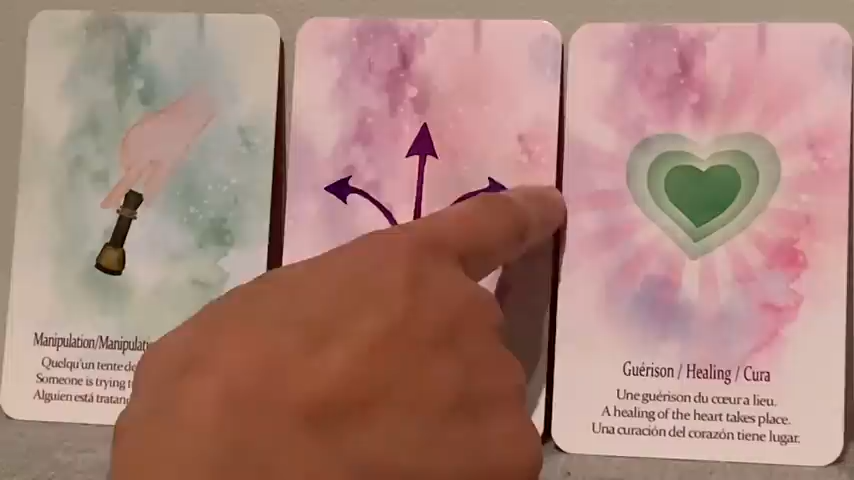 Manipulation/Manipulat
Quelqu'un tente de
Someone is trying
Alguien está tratan
Guérison / Healing / Cura
Une guérison du cœur a lieu.
A healing of the heart takes place.
Una curación del corazón tiene lugar.